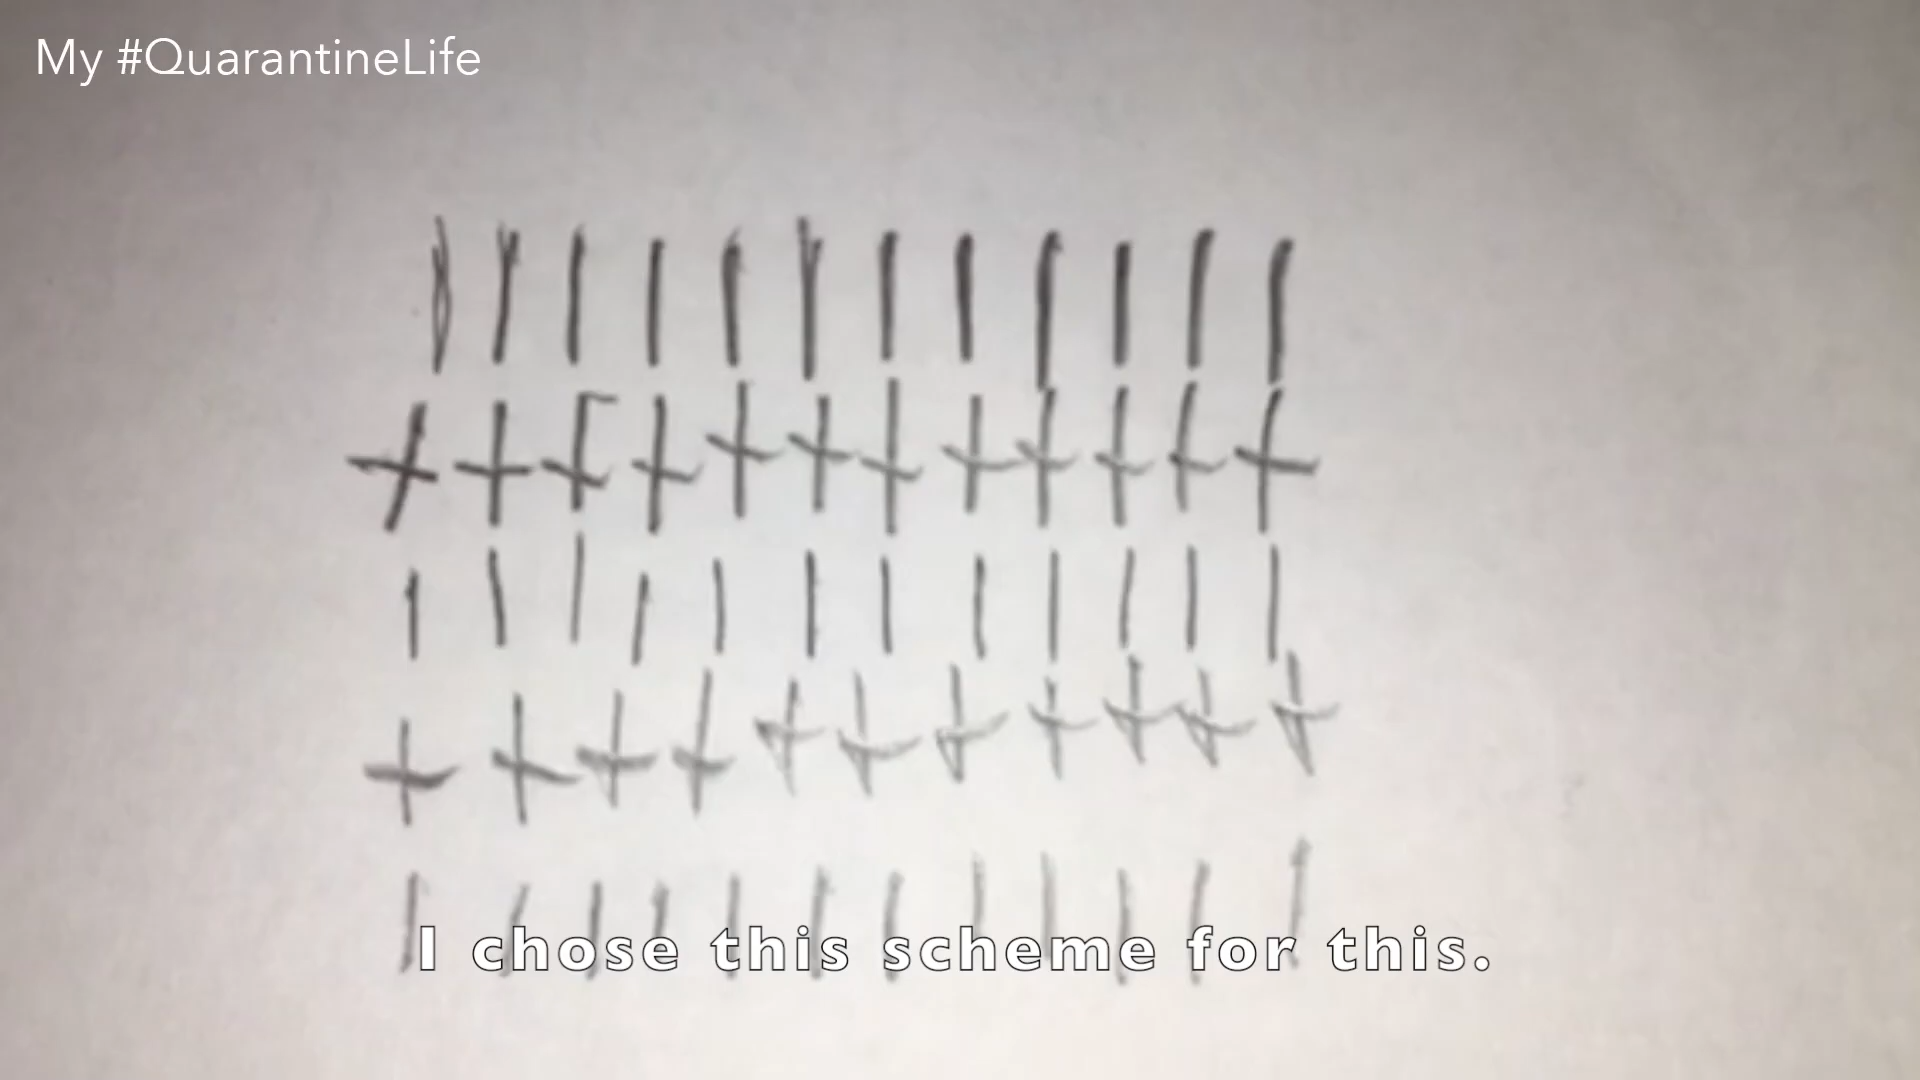 My #QuarantineLife
| | | | | | | | | | | |
+ + + + + + + + + + + +
| | | | | | | | | | | |
+ + + + + + + + + + +
| | | | | | | | | | | |
I chose this scheme for this.